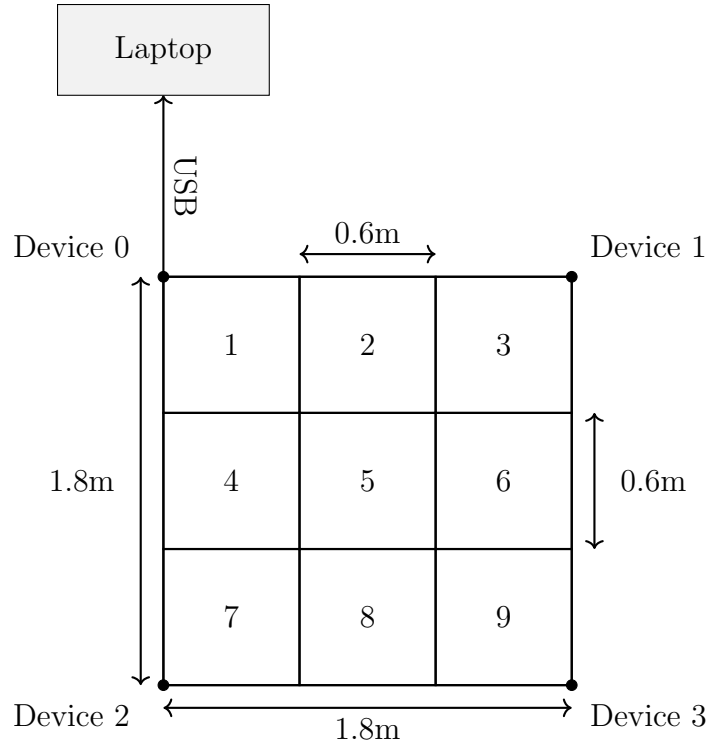 Laptop
USB
0.6m
Device 0
Device 1
1
2
3
1.8m
4
5
6
0.6m
7
8
9
Device 2
1.8m
Device 3